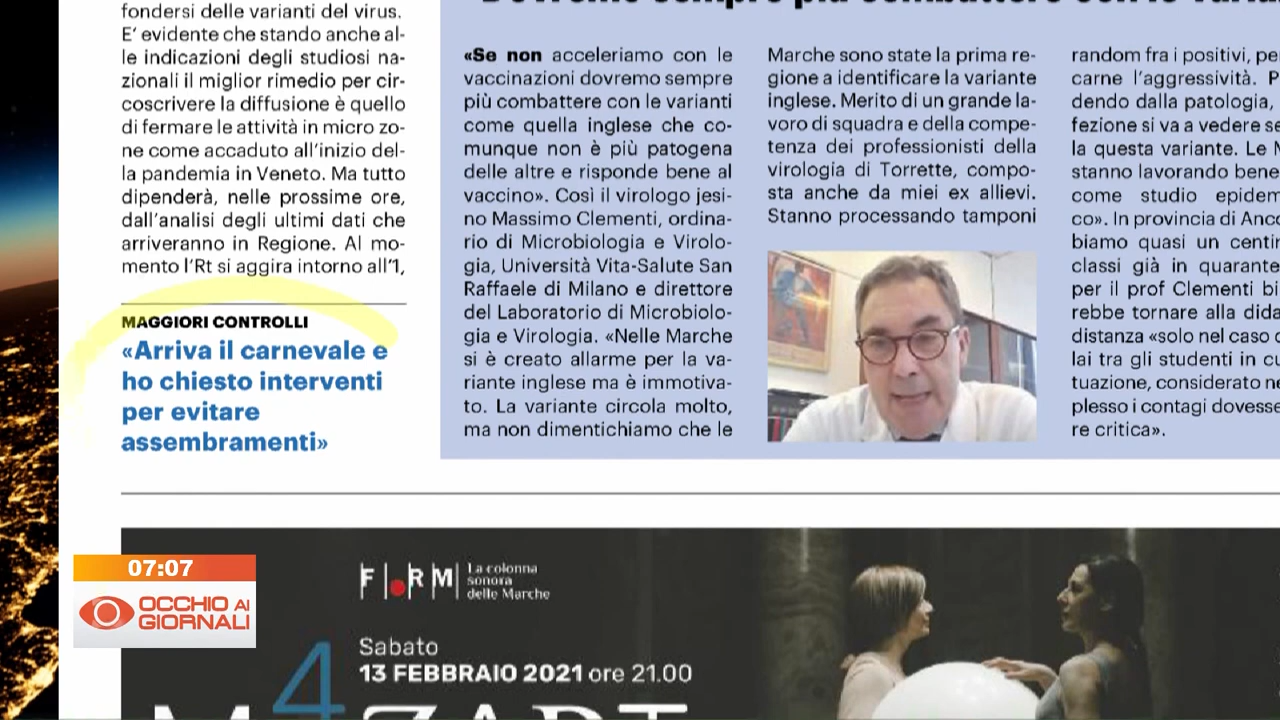 fondersi delle varianti del virus.
E' evidente che stando anche al-
le indicazioni degli studiosi na-
zionali il miglior rimedio per cir-
coscrivere la diffusione è quello
di fermare le attività in micro zo-
ne come accaduto all'inizio del-
la pandemia in Veneto. Ma tutto
dipenderà, nelle prossime ore,
dall'analisi degli ultimi dati che
arriveranno in Regione. Al mo-
mento l'Rt si aggira intorno all'1,
MAGGIORI CONTROLLI
«Arriva il carnevale e
ho chiesto interventi
per evitare
assembramenti»
«Se non acceleriamo con le
vaccinazioni dovremo sempre
più combattere con le varianti
come quella inglese che co-
munque non è più patogena
delle altre e risponde bene al
vaccino». Così il virologo jesi-
no Massimo Clementi, ordina-
rio di Microbiologia e Virolo-
gia, Università Vita-Salute San
Raffaele di Milano e direttore
del Laboratorio di Microbiolo-
gia e Virologia. «Nelle Marche
si è creato allarme per la va-
riante inglese ma è immotiva-
to. La variante circola molto,
ma non dimentichiamo che le
Marche sono state la prima re-
gione a identificare la variante
inglese. Merito di un grande la-
voro di squadra e della compe-
tenza dei professionisti della
virologia di Torrette, compo-
sta anche da miei ex allievi.
Stanno processando tamponi
random fra i positivi, pe
carne l'aggressività. P
dendo dalla patologia,
fezione si va a vedere se
la questa variante. Le M
stanno lavorando bene
come studio epidem
co». In provincia di Anco
biamo quasi un centin
classi già in quarante
per il prof Clementi bi
rebbe tornare alla dida
distanza «solo nel caso d
lai tra gli studenti in cu
tuazione, considerato ne
plesso i contagi dovesse
re critica».
07:07
OCCHIO AI
GIORNALI
FORM
La colonna
sonora
delle Marche
4
Sabato
13 FEBBRAIO 2021 ore 21.00
MOZART